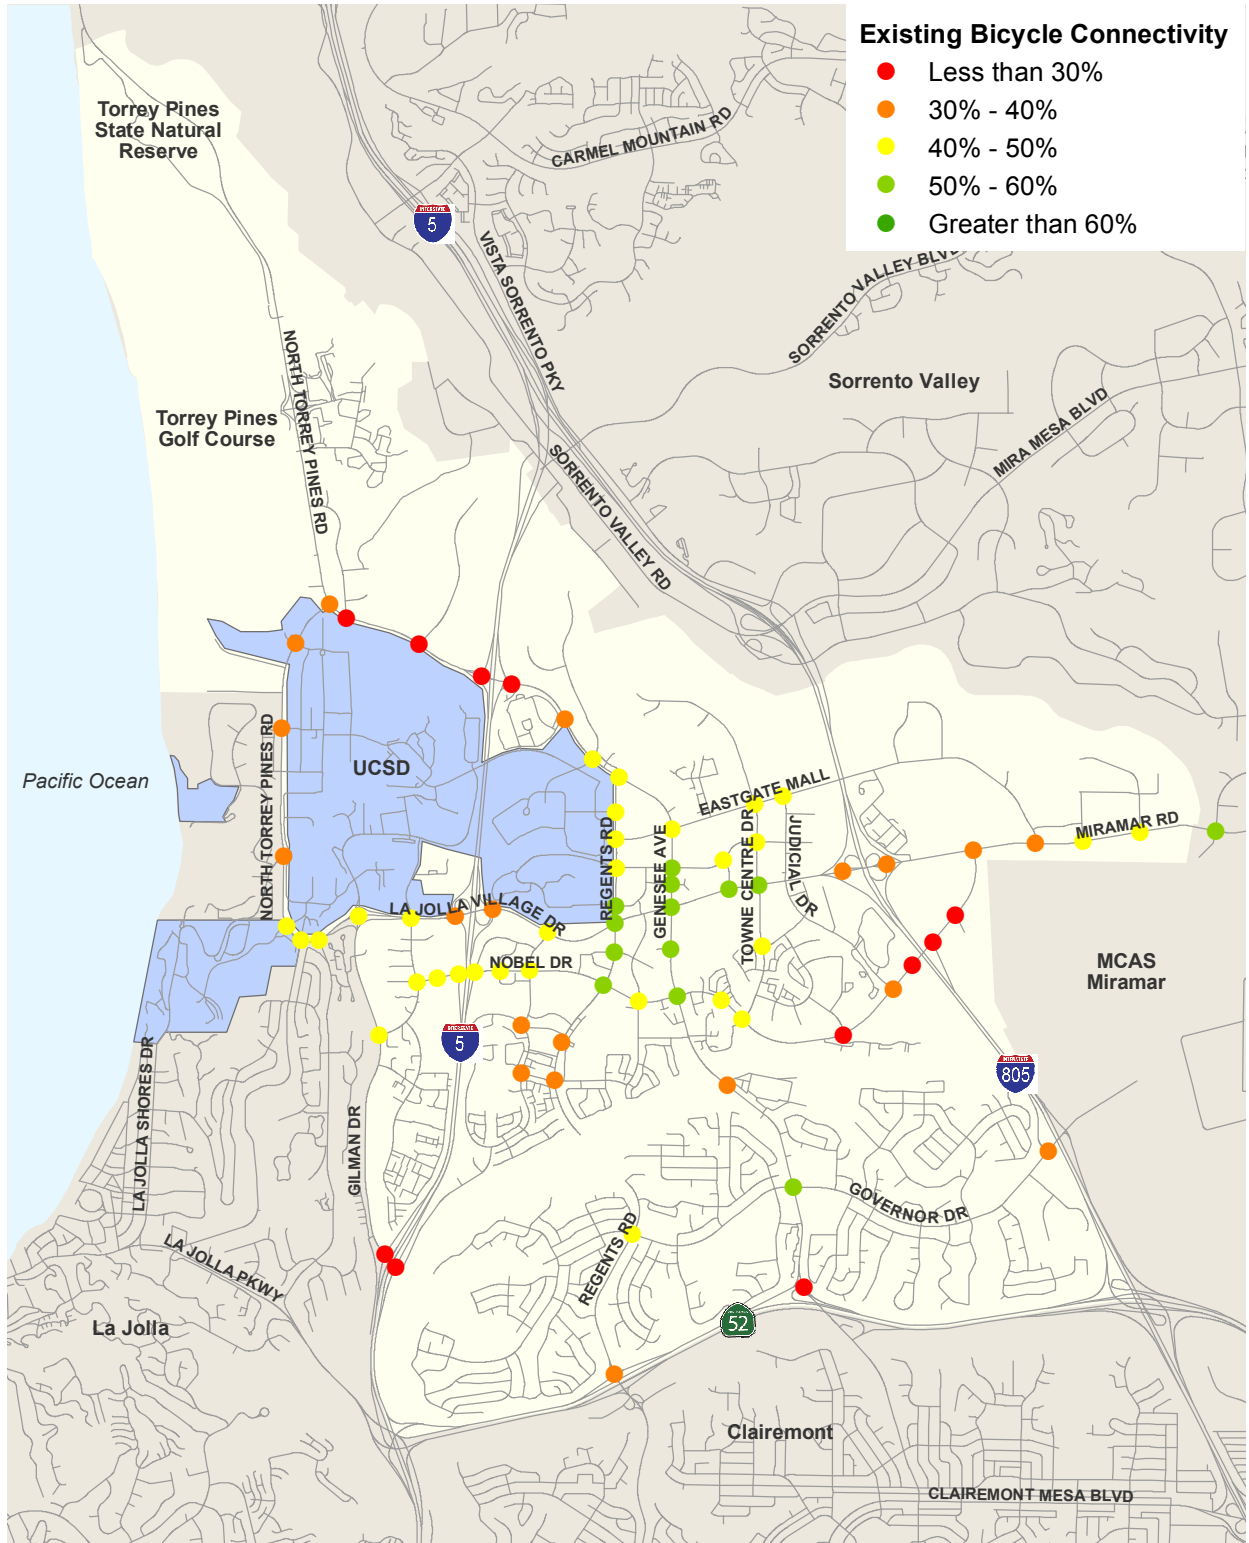 Existing Bicycle Connectivity
Less than 30%
30% - 40%
40% - 50%
50% - 60%
Greater than 60%
Torrey Pines
State Natural
Reserve
CARMEL MOUNTAIN RD
INTERSTATE
5
VISTA SORRENTO PKY
SORRENTO VALLEY BLVD
NORTH TORREY PINES RD
Sorrento Valley
Torrey Pines
Golf Course
MIRA MESA BLVD
SORRENTO VALLEY RD
Pacific Ocean
NORTH TORREY PINES RD
UCSD
EASTGATE MALL
MIRAMAR RD
REGENTS RD
GENESEE AVE
TOWNE CENTRE DR
JUDICIAL DR
LA JOLLA VILLAGE DR
NOBEL DR
MCAS
Miramar
INTERSTATE
5
INTERSTATE
805
LA JOLLA SHORES DR
GILMAN DR
GOVERNOR DR
REGENTS RD
LA JOLLA PKWY
La Jolla
52
Clairemont
CLAIREMONT MESA BLVD